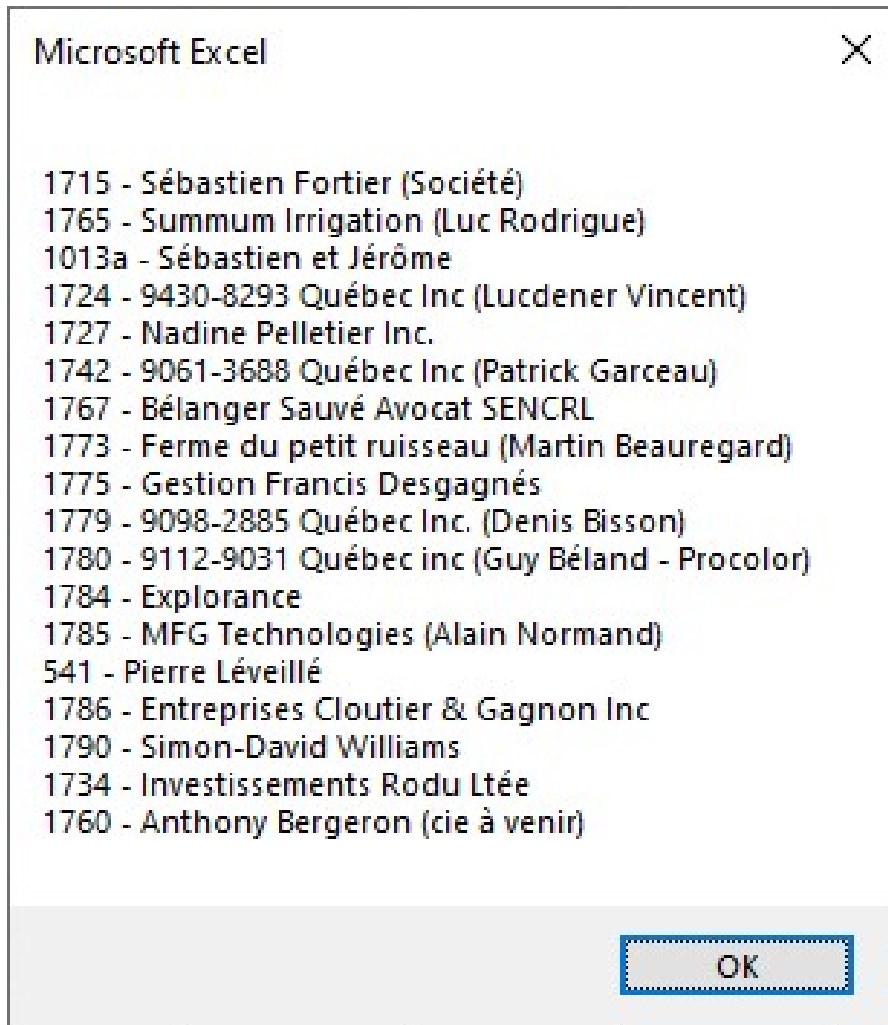 Microsoft Excel
1715 - Sébastien Fortier (Société)
1765 - Summum Irrigation (Luc Rodrigue)
1013a - Sébastien et Jérôme
1724 - 9430-8293 Québec Inc (Lucdener Vincent)
1727 - Nadine Pelletier Inc.
1742 - 9061-3688 Québec Inc (Patrick Garceau)
1767 - Bélanger Sauvé Avocat SENCRL
1773 - Ferme du petit ruisseau (Martin Beauregard)
1775 - Gestion Francis Desgagnés
1779 - 9098-2885 Québec Inc. (Denis Bisson)
1780 - 9112-9031 Québec inc (Guy Béland - Procolor)
1784 - Explorance
1785 - MFG Technologies (Alain Normand)
541 - Pierre Léveillé
1786 - Entreprises Cloutier & Gagnon Inc
1790 - Simon-David Williams
1734 - Investissements Rodu Ltée
1760 - Anthony Bergeron (cie à venir)
OK